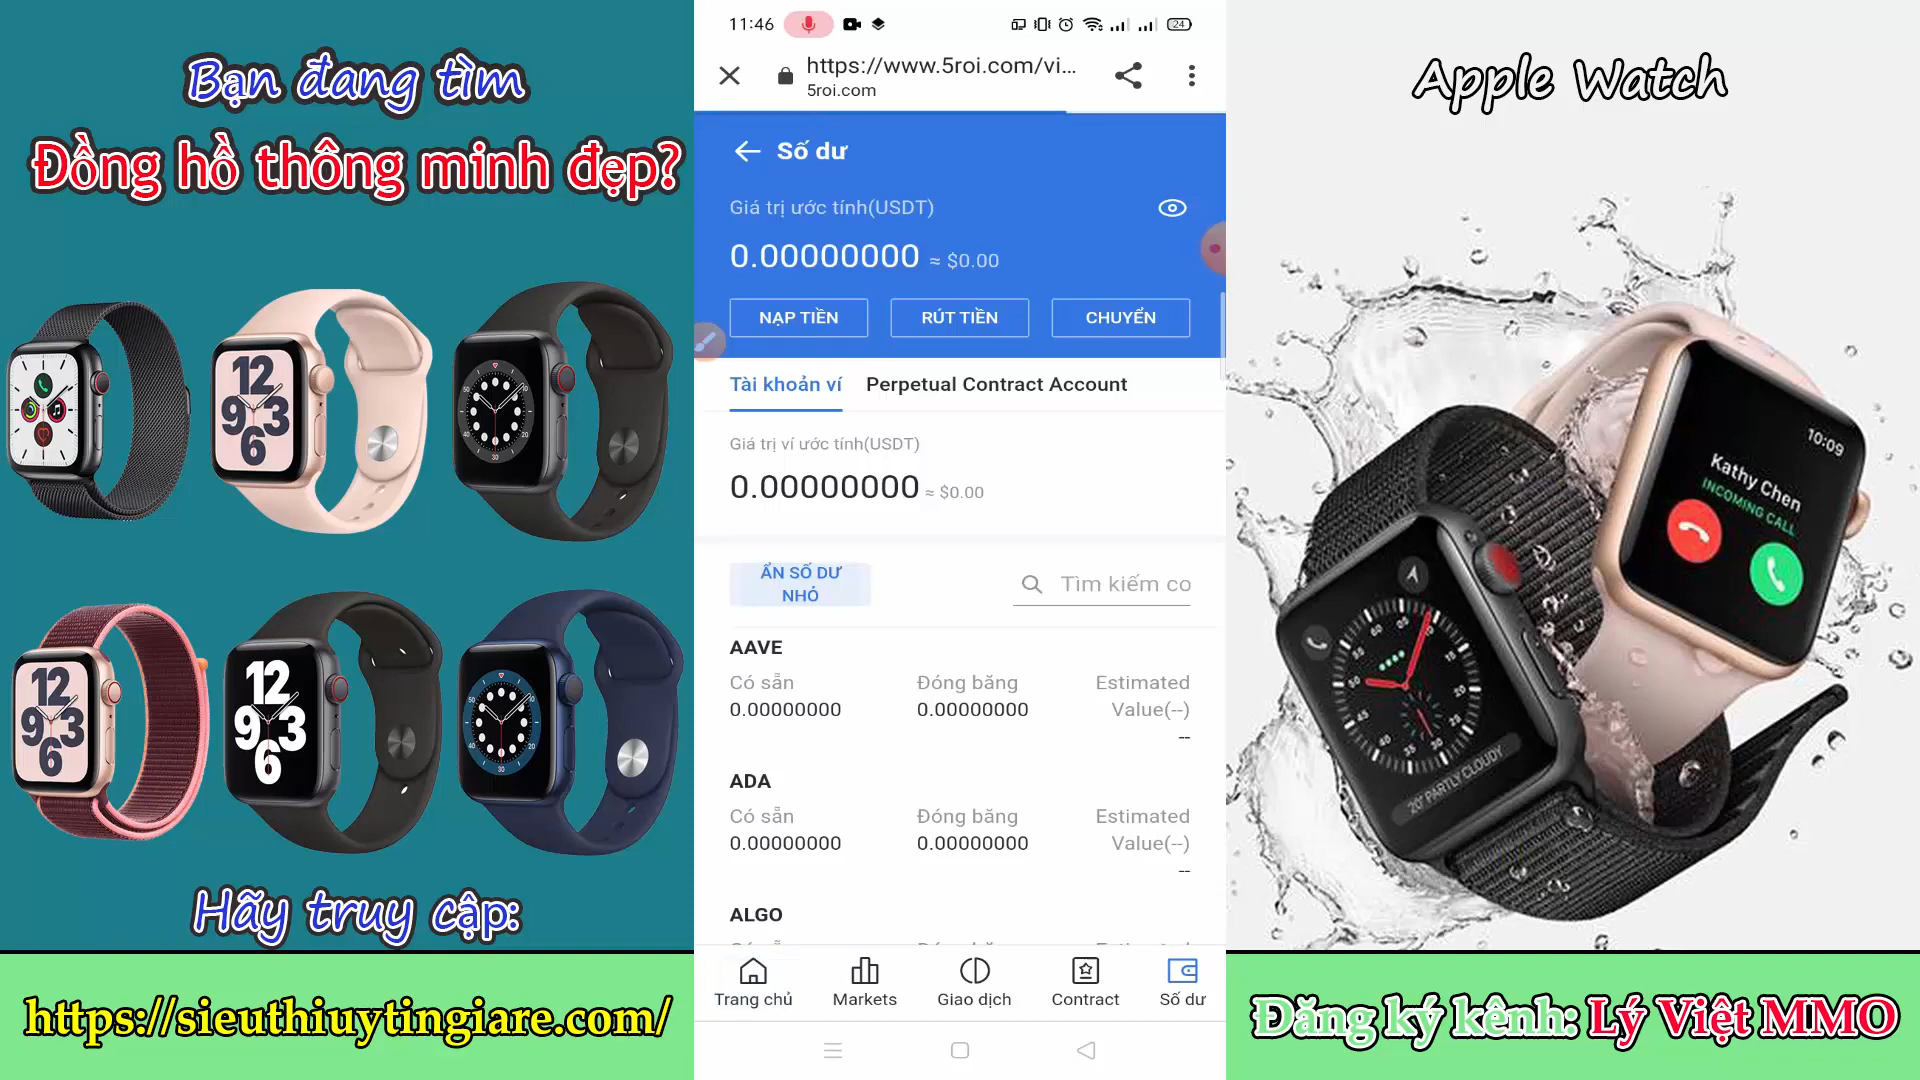 Bạn đang tìm
Đồng hồ thông minh đẹp?
Hãy truy cập:
https://sieuthiuytingiare.com/
11:46
24
https://www.5roi.com/vi...
5roi.com
Số dư
Giá trị ước tính(USDT)
0.00000000 ≈ $0.00
NẠP TIỀN RÚT TIỀN CHUYỂN
Tài khoản ví Perpetual Contract Account
Giá trị ví ước tính(USDT)
0.00000000 ≈ $0.00
ẨN SỐ DƯ
NHỎ
Tìm kiếm co
AAVE
Có sẵn Đóng băng Estimated
0.00000000 0.00000000 Value(--)
--
ADA
Có sẵn Đóng băng Estimated
0.00000000 0.00000000 Value(--)
--
ALGO
Trang chủ Markets Giao dịch Contract Số dư
Apple Watch
10:09
Kathy Chen
INCOMING CALL
20° PARTLY CLOUDY
Đăng ký kênh: Lý Việt MMO